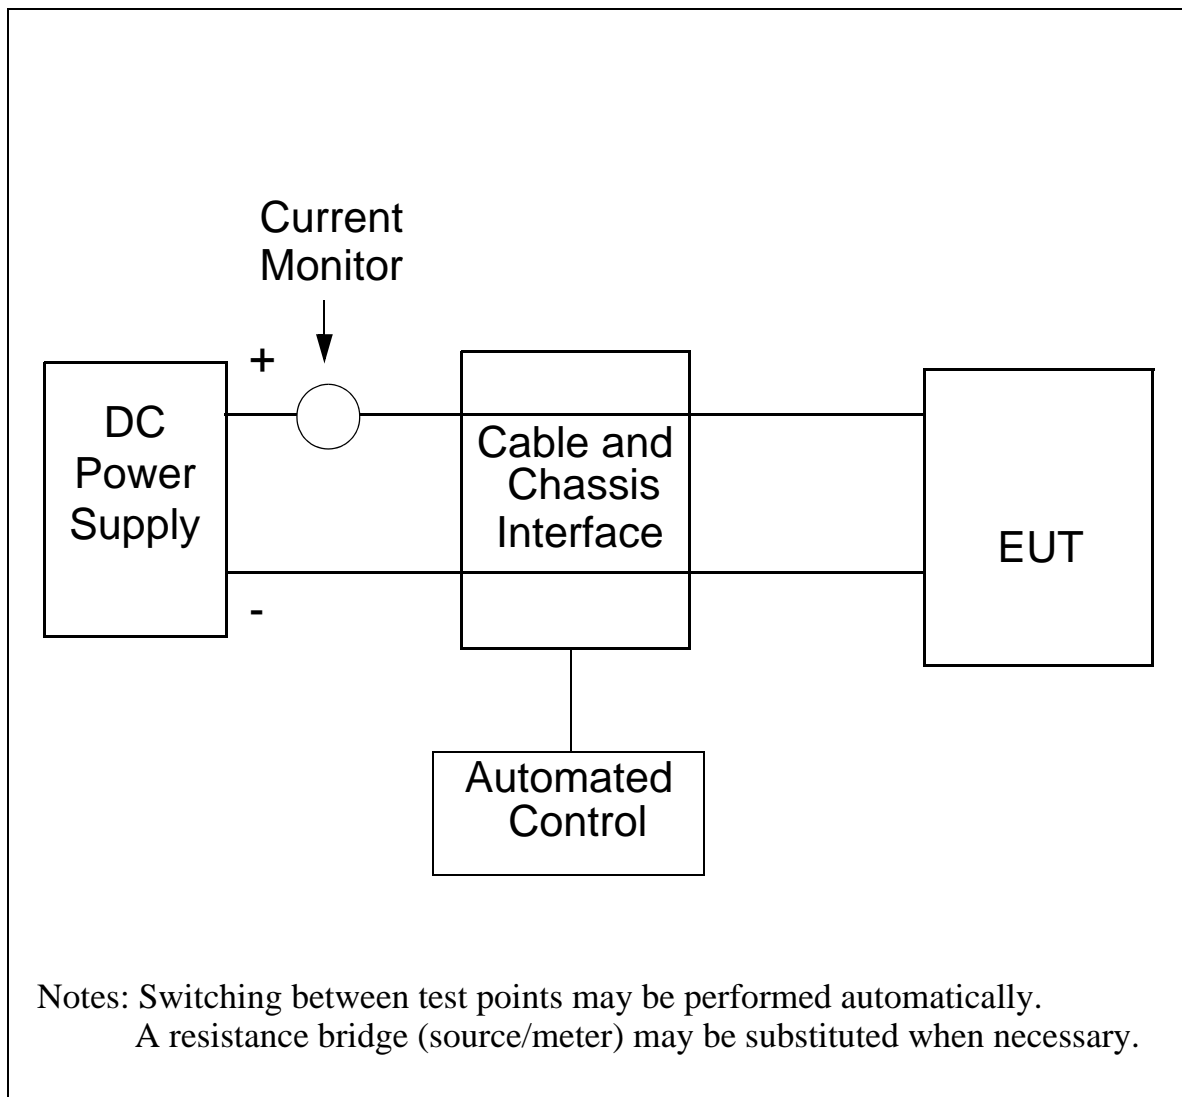 Current
Monitor
+
DC
Power
Supply
Cable and
Chassis
Interface
EUT
-
Automated
Control
Notes: Switching between test points may be performed automatically.
A resistance bridge (source/meter) may be substituted when necessary.